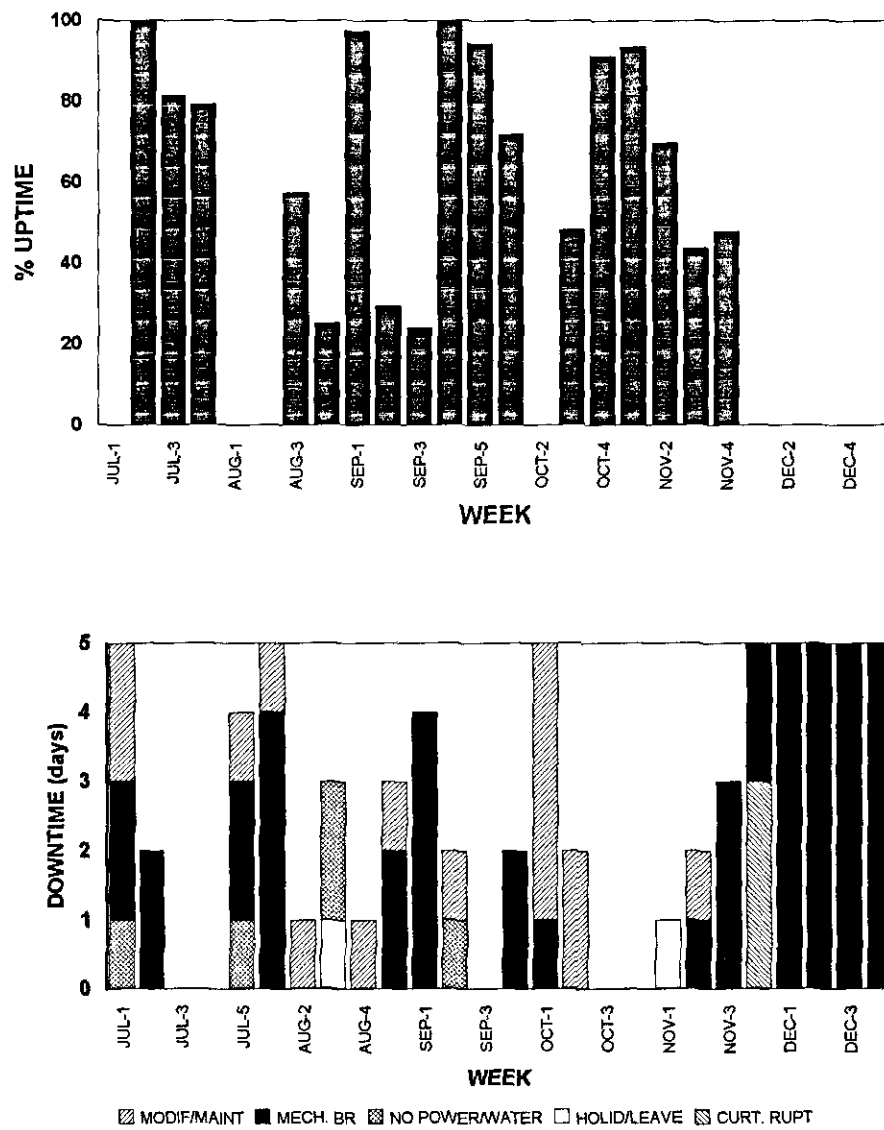 100
80
60
40
20
0
% UPTIME
JUL-1
JUL-3
AUG-1
AUG-3
SEP-1
SEP-3
SEP-5
OCT-2
OCT-4
NOV-2
NOV-4
DEC-2
DEC-4
WEEK
5
4
3
2
1
0
DOWNTIME (days)
JUL-1
JUL-3
JUL-5
AUG-2
AUG-4
SEP-1
SEP-3
OCT-1
OCT-3
NOV-1
NOV-3
DEC-1
DEC-3
WEEK
MODIF/MAINT MECH. BR NO POWER/WATER HOLID/LEAVE CURT. RUPT